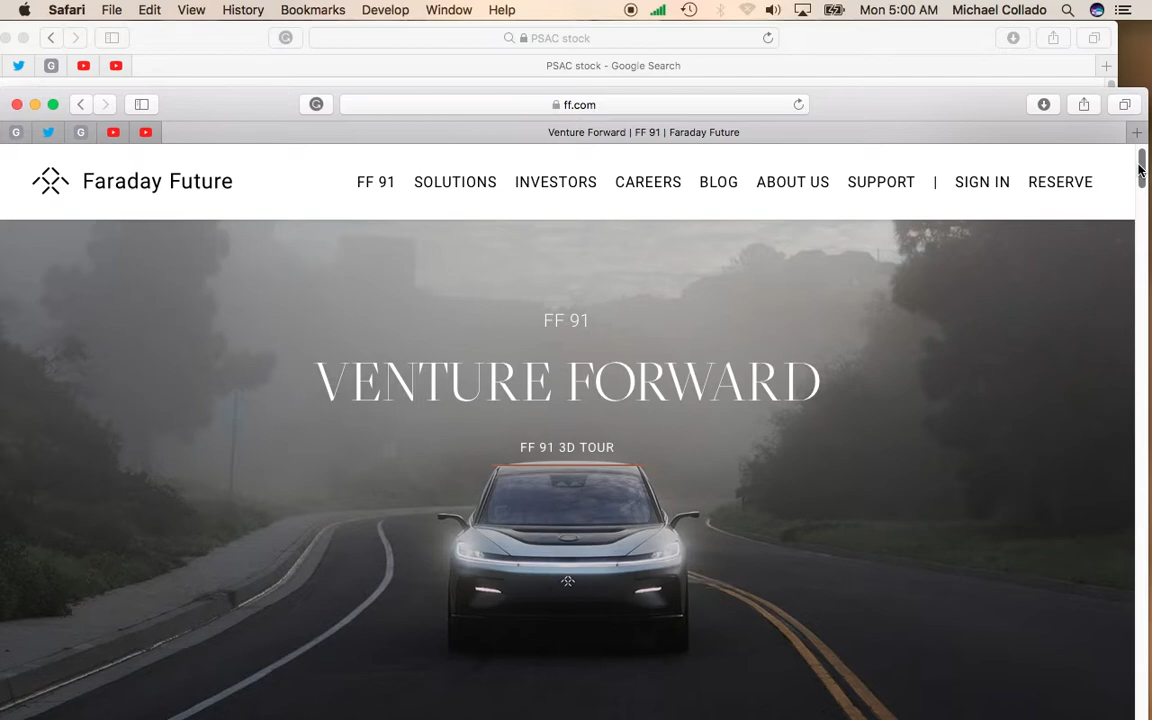 Safari File Edit View History Bookmarks Develop Window Help Mon 5:00 AM Michael Collado
PSAC stock
G PSAC stock - Google Search
ff.com
G G Venture Forward | FF 91 | Faraday Future
Faraday Future FF 91 SOLUTIONS INVESTORS CAREERS BLOG ABOUT US SUPPORT | SIGN IN RESERVE
FF 91
VENTURE FORWARD
FF 91 3D TOUR